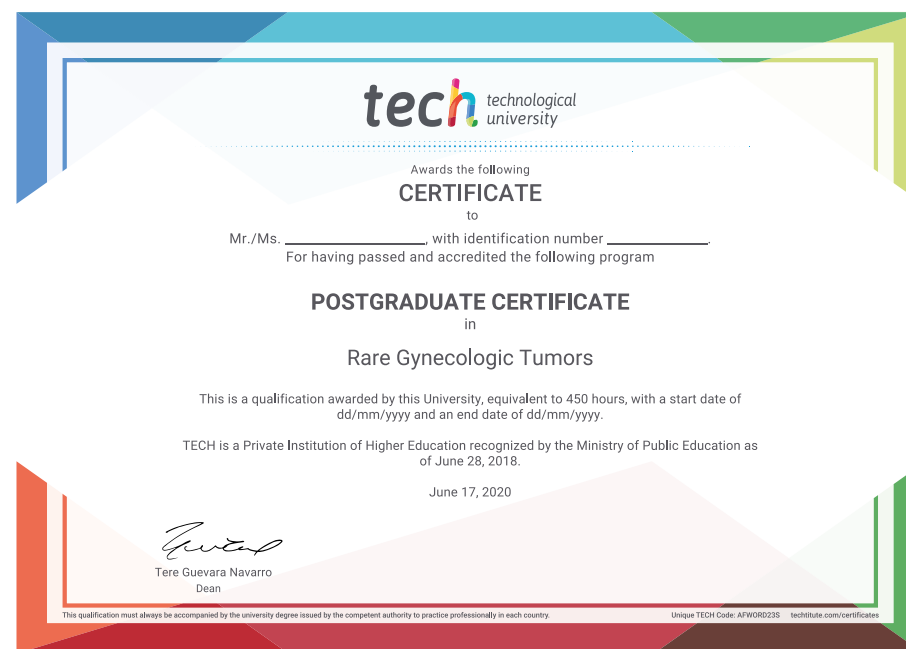 tech technological
university
Awards the following
CERTIFICATE
to
Mr./Ms. ____________________, with identification number ______________.
For having passed and accredited the following program
POSTGRADUATE CERTIFICATE
in
Rare Gynecologic Tumors
This is a qualification awarded by this University, equivalent to 450 hours, with a start date of
dd/mm/yyyy and an end date of dd/mm/yyyy.
TECH is a Private Institution of Higher Education recognized by the Ministry of Public Education as
of June 28, 2018.
June 17, 2020
Tere Guevara Navarro
Dean
This qualification must always be accompanied by the university degree issued by the competent authority to practice professionally in each country. Unique TECH Code: AFWORD23S techtitute.com/certificates